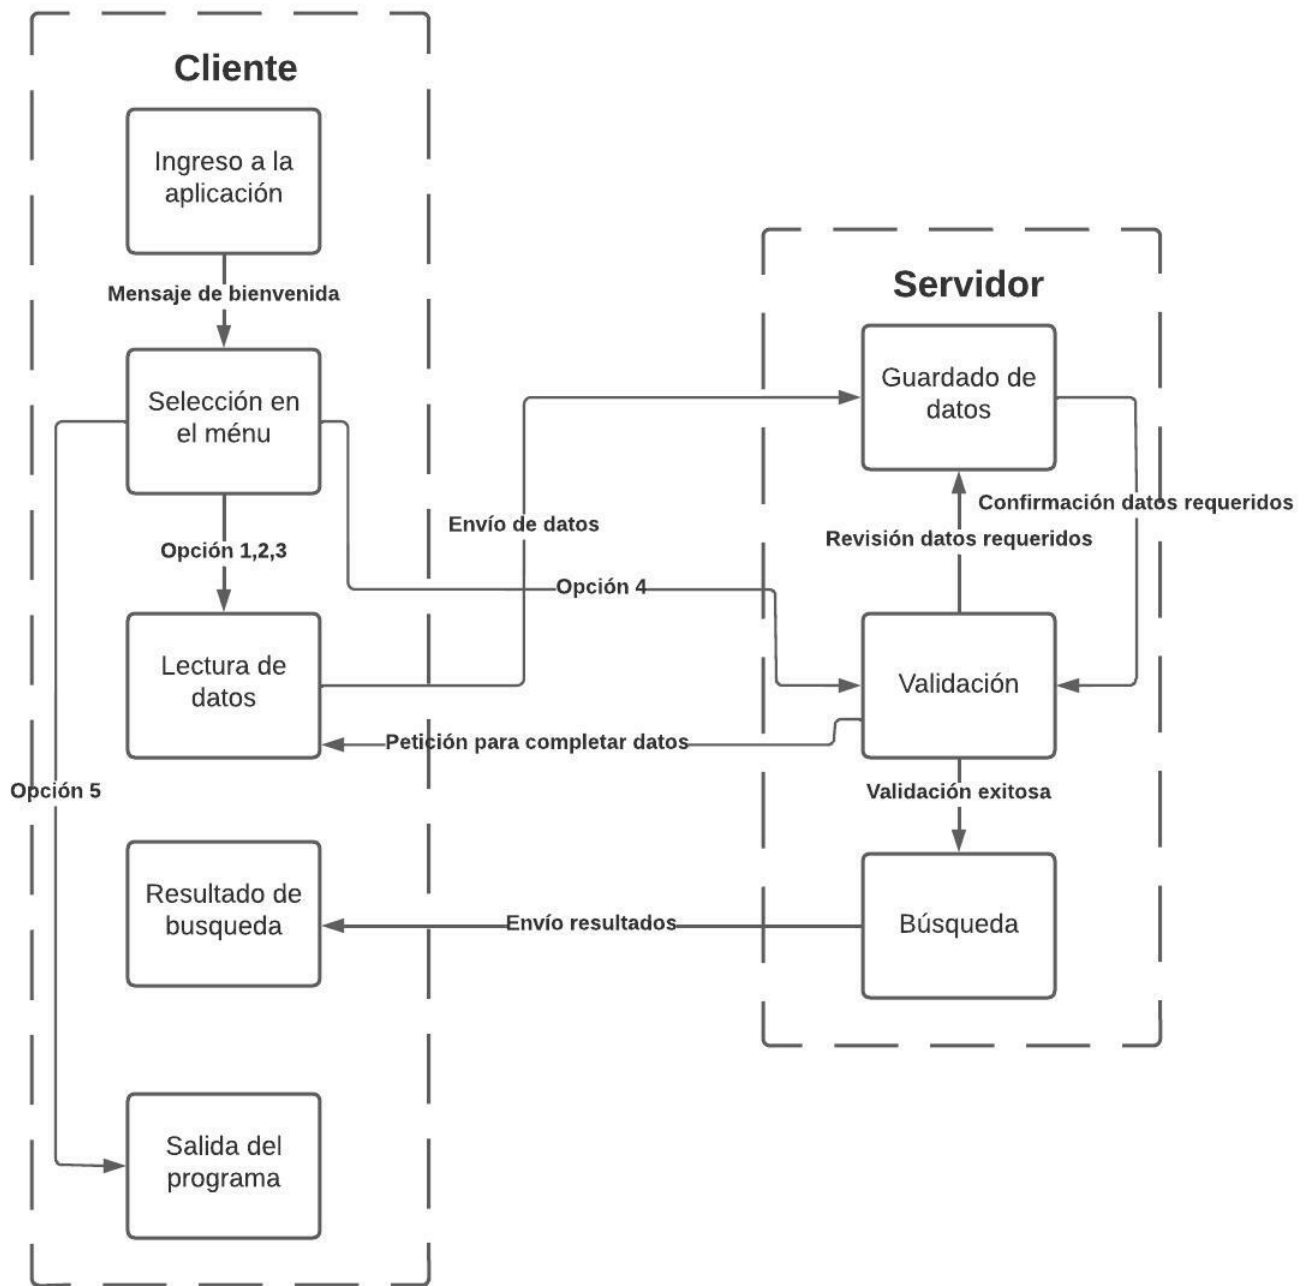 Cliente
Ingreso a la
aplicación
Mensaje de bienvenida
Selección en
el ménu
Opción 1,2,3
Lectura de
datos
Opción 5
Resultado de
busqueda
Salida del
programa
Envío de datos
Opción 4
Petición para completar datos
Envío resultados
Servidor
Guardado de
datos
Confirmación datos requeridos
Revisión datos requeridos
Validación
Validación exitosa
Búsqueda